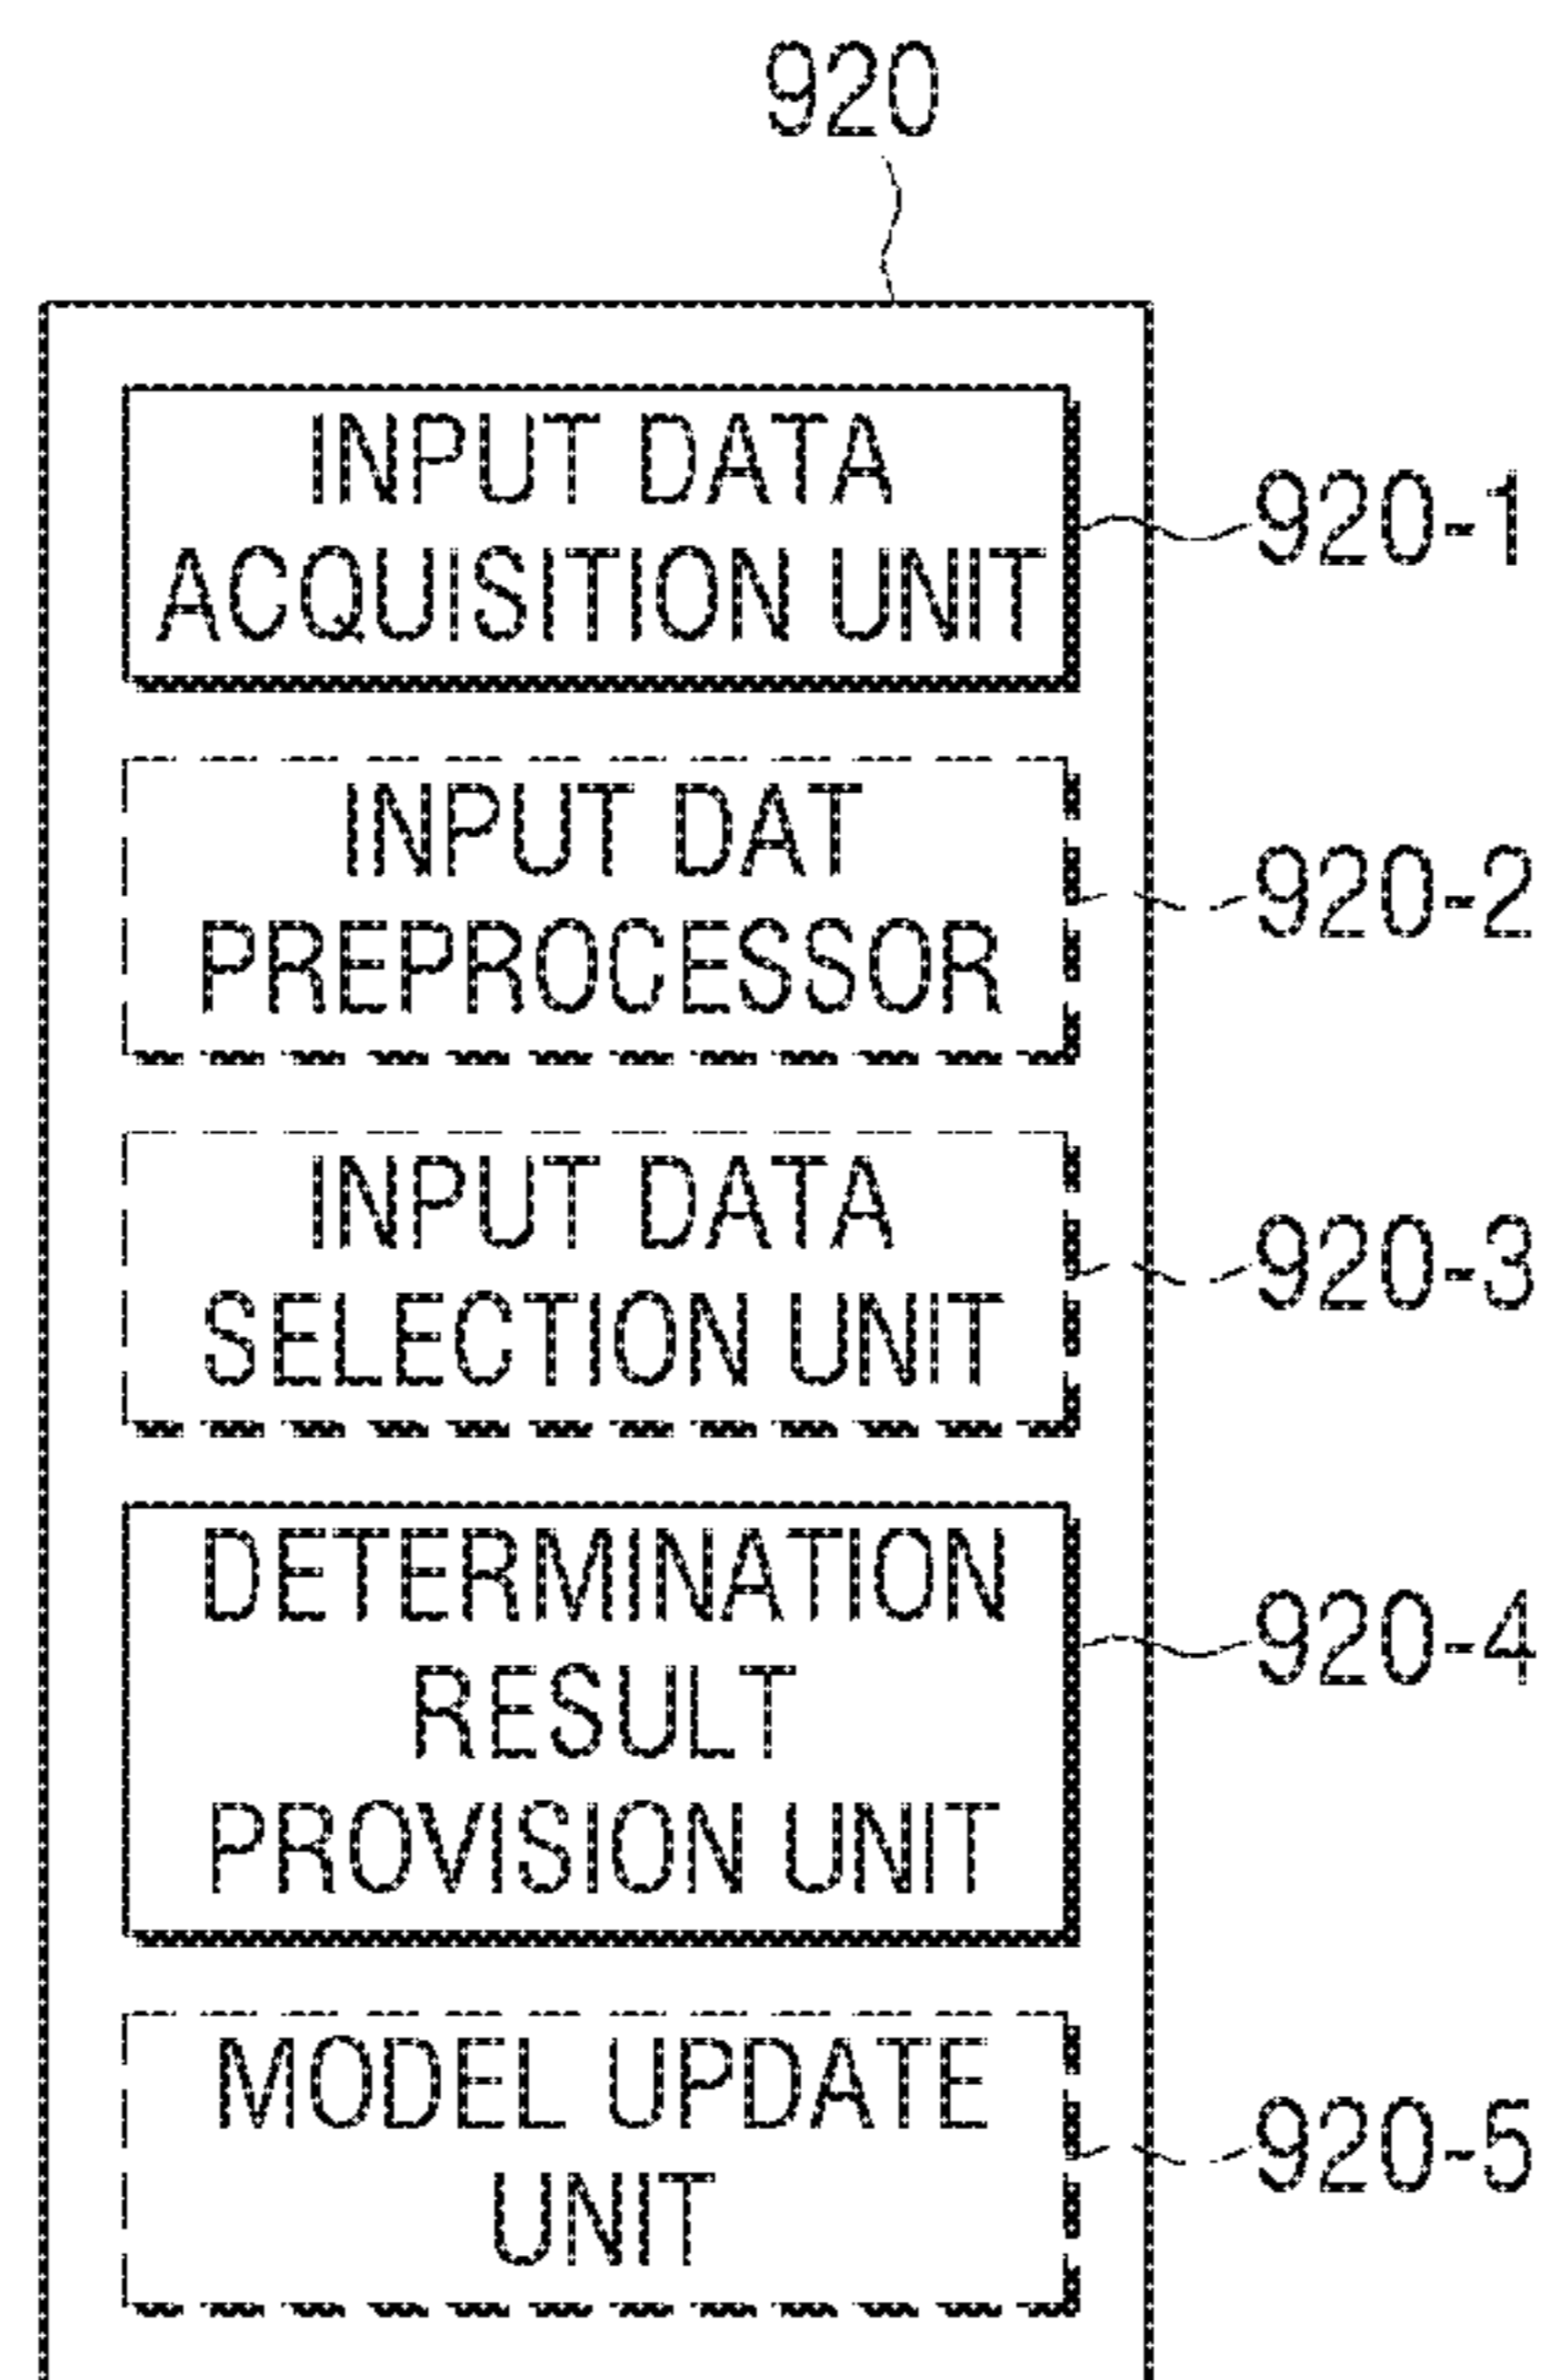 920
INPUT DATA
ACQUISITION UNIT
920-1
INPUT DAT
PREPROCESSOR
920-2
INPUT DATA
SELECTION UNIT
920-3
DETERMINATION
RESULT
PROVISION UNIT
920-4
MODEL UPDATE
UNIT
920-5